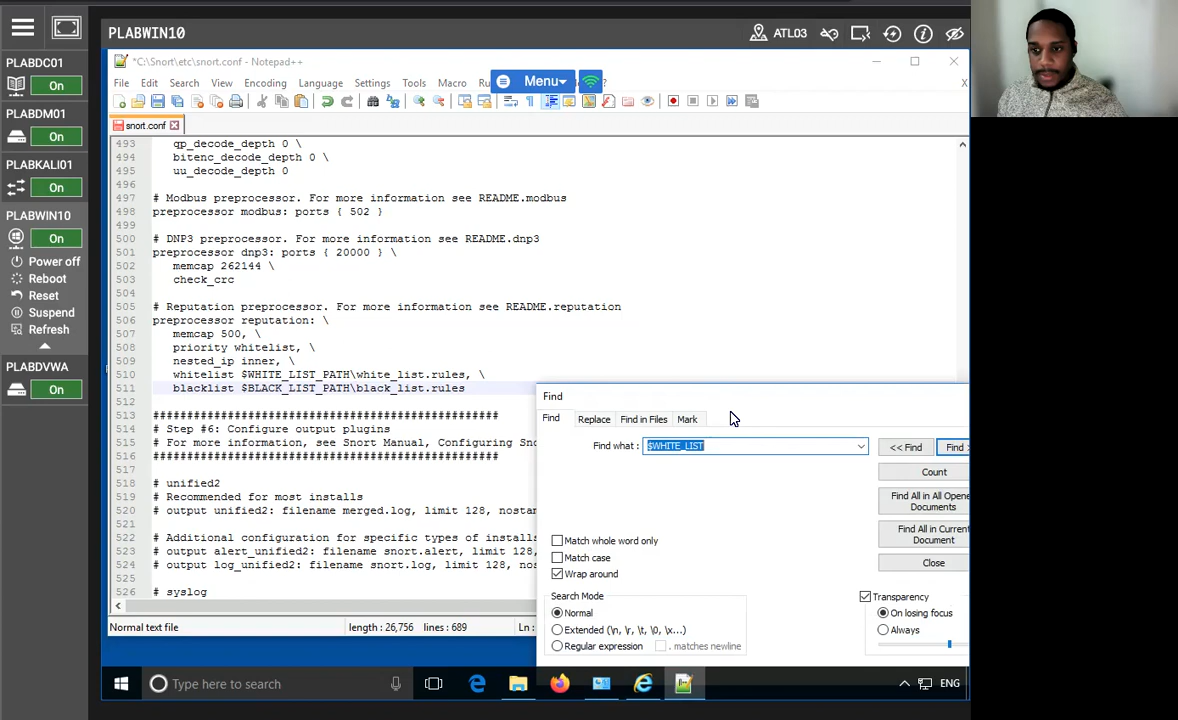 PLABWIN10
ATL03
PLABDC01
On
PLABDM01
On
PLABKALI01
On
PLABWIN10
On
Power off
Reboot
Reset
Suspend
Refresh
PLABDVWA
On
*C:\Snort\etc\snort.conf - Notepad++
File Edit Search View Encoding Language Settings Tools Macro
Menu
?
snort.conf
493 qp_decode_depth 0 \
494 bitenc_decode_depth 0 \
495 uu_decode_depth 0
496
497 # Modbus preprocessor. For more information see README.modbus
498 preprocessor modbus: ports { 502 }
499
500 # DNP3 preprocessor. For more information see README.dnp3
501 preprocessor dnp3: ports { 20000 } \
502 memcap 262144 \
503 check_crc
504
505 # Reputation preprocessor. For more information see README.reputation
506 preprocessor reputation: \
507 memcap 500, \
508 priority whitelist, \
509 nested_ip inner, \
510 whitelist $WHITE_LIST_PATH\white_list.rules, \
511 blacklist $BLACK_LIST_PATH\black_list.rules
512
513 ###################################################
514 # Step #6: Configure output plugins
515 # For more information, see Snort Manual, Configuring Sno
516 ###################################################
517
518 # unified2
519 # Recommended for most installs
520 # output unified2: filename merged.log, limit 128, nostam
521
522 # Additional configuration for specific types of installs
523 # output alert_unified2: filename snort.alert, limit 128,
524 # output log_unified2: filename snort.log, limit 128, nos
525
526 # syslog
Normal text file length : 26,756 lines : 689 Ln :
Find
Find Replace Find in Files Mark
Find what : $WHITE_LIST
<< Find Find >
Count
Find All in All Opene
Documents
Find All in Current
Document
Close
Match whole word only
Match case
Wrap around
Search Mode
Normal
Extended (\n, \r, \t, \0, \x...)
Regular expression . matches newline
Transparency
On losing focus
Always
Type here to search
ENG